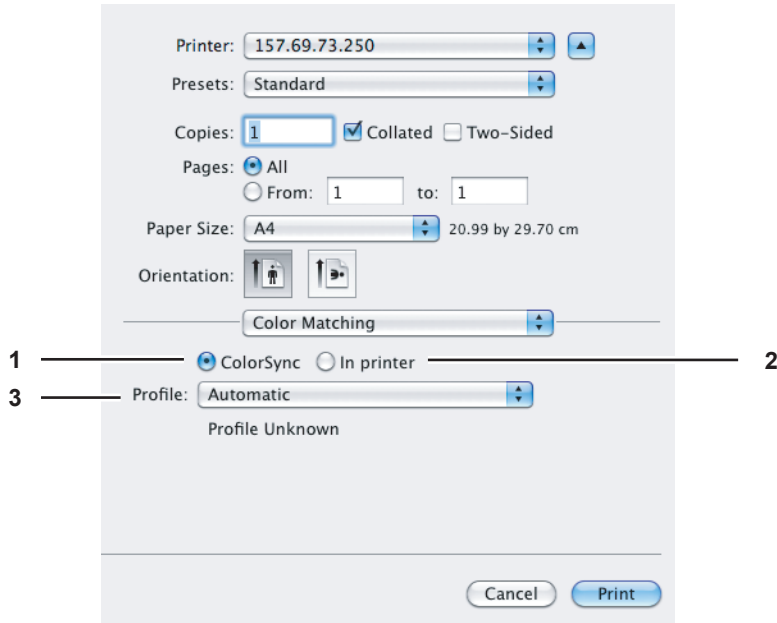 Printer: 157.69.73.250
Presets: Standard
Copies: 1 Collated Two-Sided
Pages: All
From: 1 to: 1
Paper Size: A4 20.99 by 29.70 cm
Orientation:
Color Matching
1 ColorSync In printer 2
3 Profile: Automatic
Profile Unknown
Cancel Print